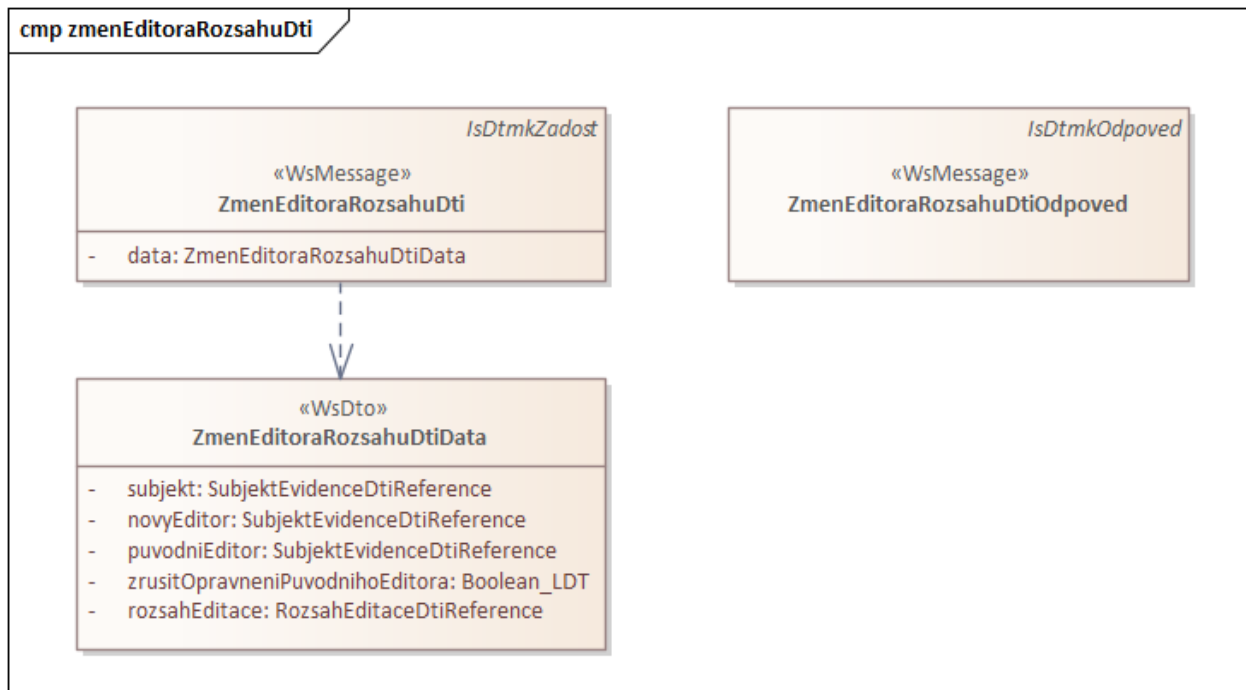 cmp zmenEditoraRozsahuDti
IsDtmkZadost
«WsMessage»
ZmenEditoraRozsahuDti
- data: ZmenEditoraRozsahuDtiData
IsDtmkOdpoved
«WsMessage»
ZmenEditoraRozsahuDtiOdpoved
«WsDto»
ZmenEditoraRozsahuDtiData
- subjekt: SubjektEvidenceDtiReference
- novyEditor: SubjektEvidenceDtiReference
- puvodniEditor: SubjektEvidenceDtiReference
- zrusitOpravneniPuvodnihoEditora: Boolean_LDT
- rozsahEditace: RozsahEditaceDtiReference